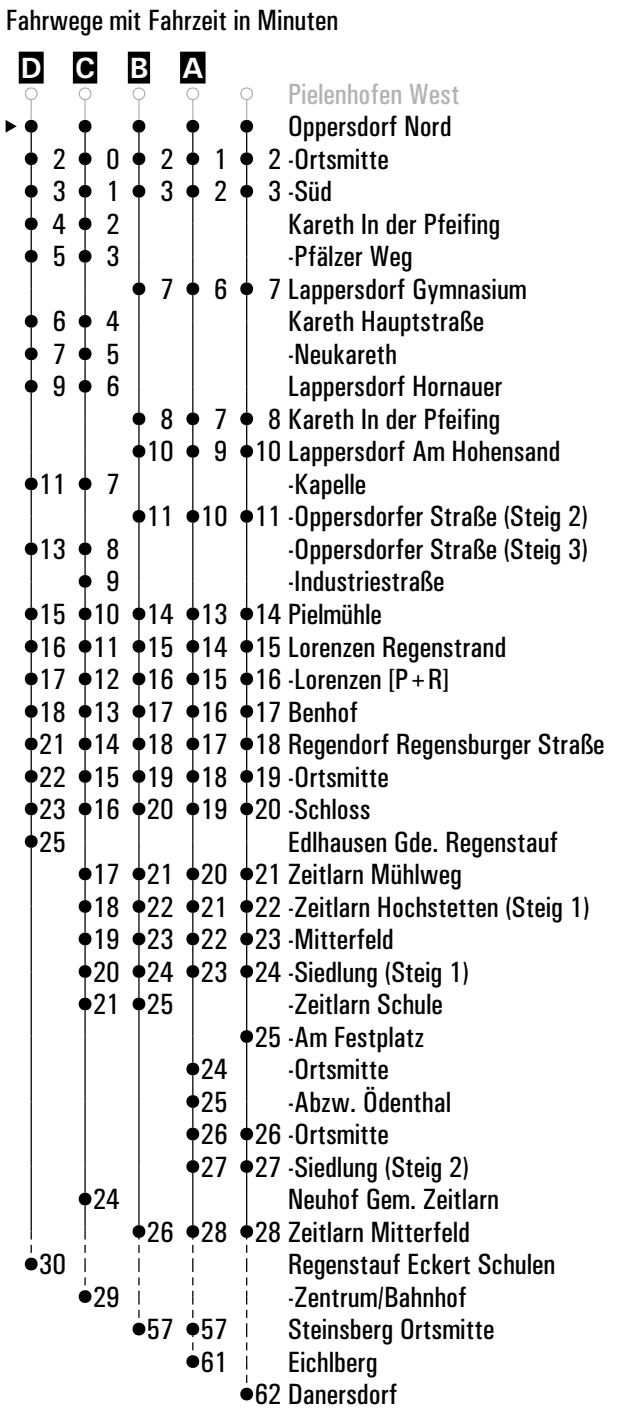 Fahrwege mit Fahrzeit in Minuten
D C B A
Pielenhofen West
Oppersdorf Nord
2 0 2 1 2 -Ortsmitte
3 1 3 2 3 -Süd
4 2 Kareth In der Pfeifing
5 3 -Pfälzer Weg
7 6 7 Lappersdorf Gymnasium
6 4 Kareth Hauptstraße
7 5 -Neukareth
9 6 Lappersdorf Hornauer
8 7 8 Kareth In der Pfeifing
10 9 10 Lappersdorf Am Hohensand
11 7 -Kapelle
11 10 11 -Oppersdorfer Straße (Steig 2)
13 8 -Oppersdorfer Straße (Steig 3)
9 -Industriestraße
15 10 14 13 14 Pielmühle
16 11 15 14 15 Lorenzen Regenstrand
17 12 16 15 16 -Lorenzen [P+R]
18 13 17 16 17 Benhof
21 14 18 17 18 Regendorf Regensburger Straße
22 15 19 18 19 -Ortsmitte
23 16 20 19 20 -Schloss
25 Edlhausen Gde. Regenstauf
17 21 20 21 Zeitlarn Mühlweg
18 22 21 22 -Zeitlarn Hochstetten (Steig 1)
19 23 22 23 -Mitterfeld
20 24 23 24 -Siedlung (Steig 1)
21 25 -Zeitlarn Schule
25 -Am Festplatz
24 -Ortsmitte
25 -Abzw. Ödenthal
26 26 -Ortsmitte
27 27 -Siedlung (Steig 2)
24 Neuhof Gem. Zeitlarn
26 28 28 Zeitlarn Mitterfeld
30 Regenstauf Eckert Schulen
29 -Zentrum/Bahnhof
57 57 Steinsberg Ortsmitte
61 Eichlberg
62 Danersdorf